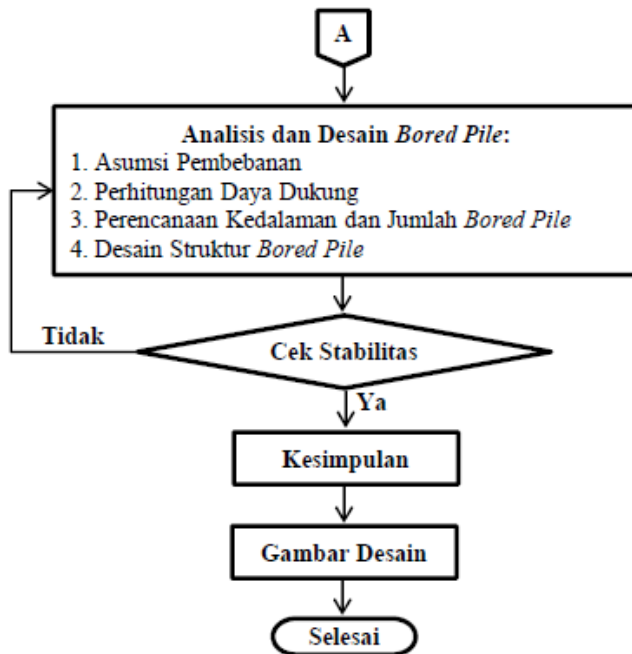 A
Analisis dan Desain Bored Pile:
1. Asumsi Pembebanan
2. Perhitungan Daya Dukung
3. Perencanaan Kedalaman dan Jumlah Bored Pile
4. Desain Struktur Bored Pile
Tidak
Cek Stabilitas
Ya
Kesimpulan
Gambar Desain
Selesai